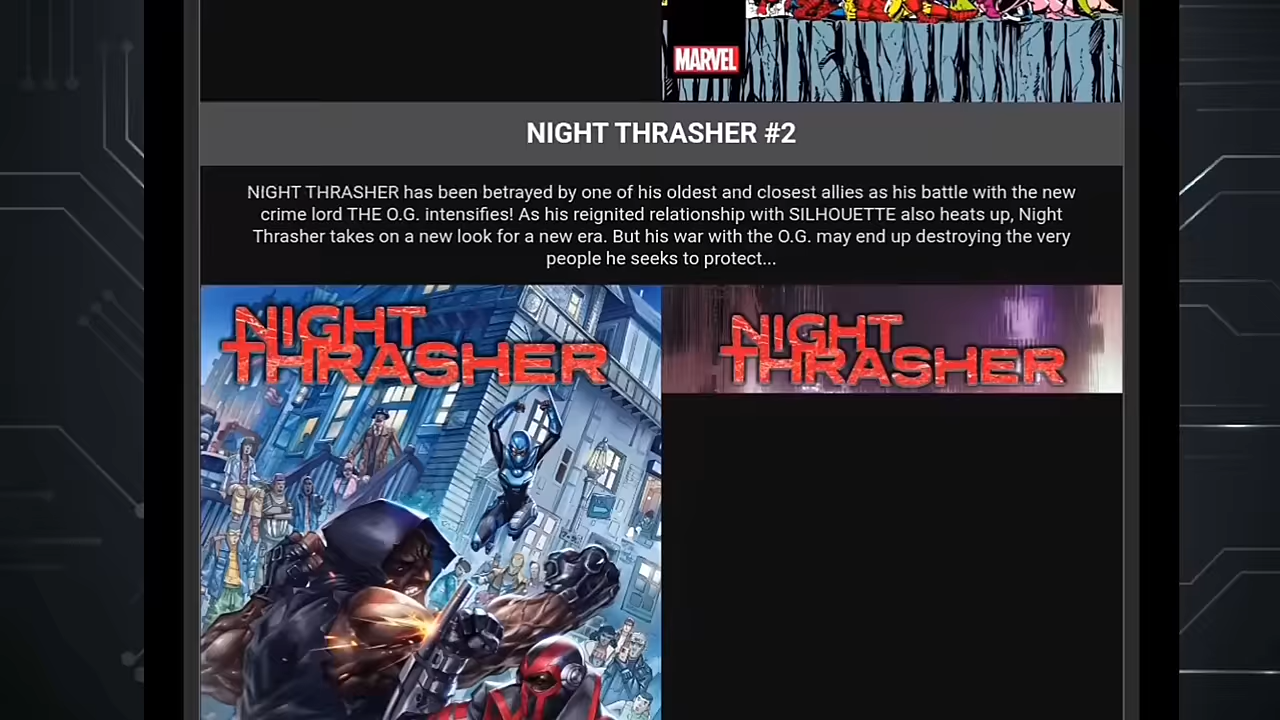 MARVEL
NIGHT THRASHER #2
NIGHT THRASHER has been betrayed by one of his oldest and closest allies as his battle with the new
crime lord THE O.G. intensifies! As his reignited relationship with SILHOUETTE also heats up, Night
Thrasher takes on a new look for a new era. But his war with the O.G. may end up destroying the very
people he seeks to protect...
NIGHT
THRASHER
NIGHT
THRASHER